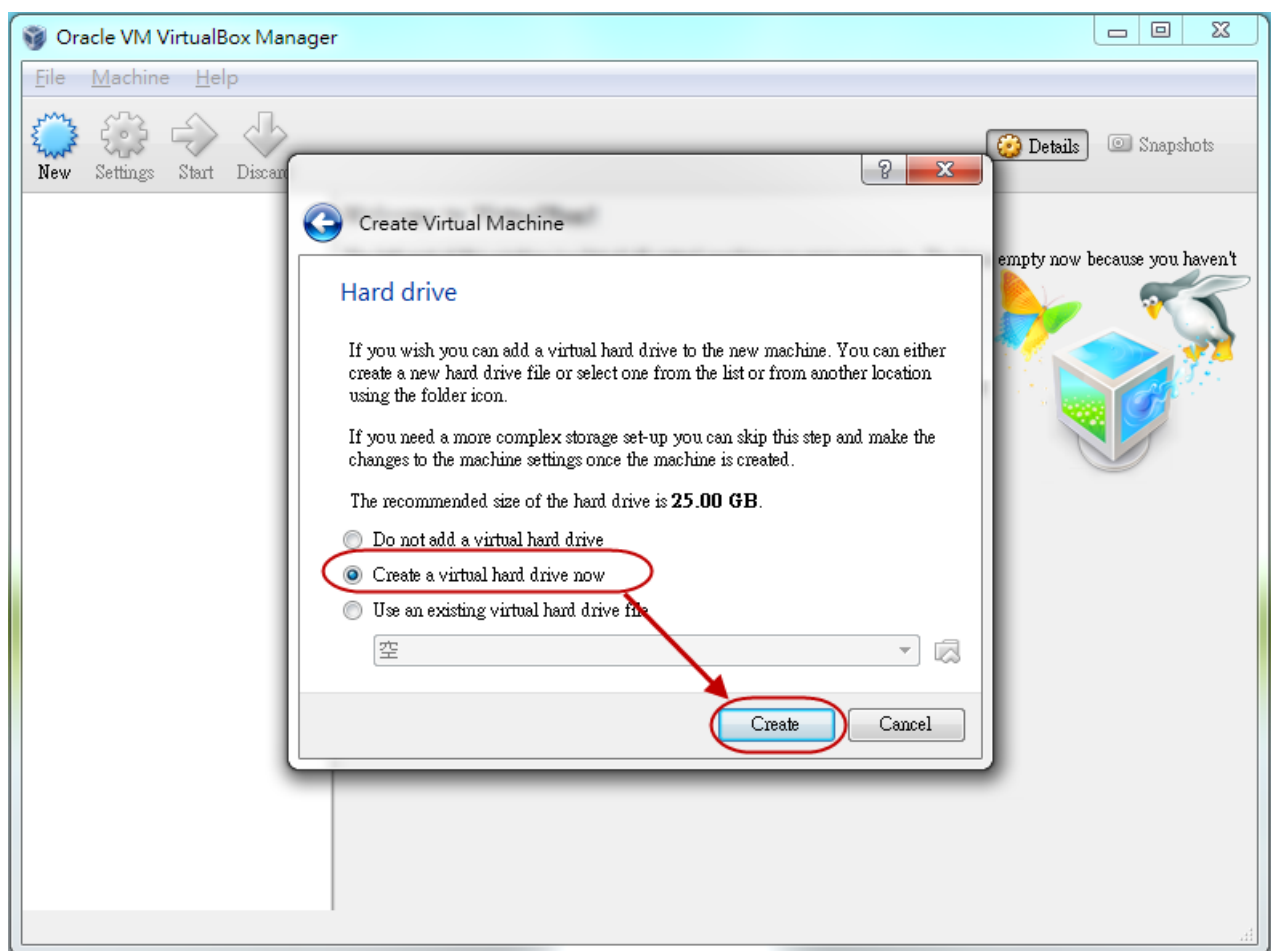 Oracle VM VirtualBox Manager
File Machine Help
New Settings Start
Details Snapshots
Create Virtual Machine
empty now because you haven't
Hard drive
If you wish you can add a virtual hard drive to the new machine. You can either
create a new hard drive file or select one from the list or from another location
using the folder icon.
If you need a more complex storage set-up you can skip this step and make the
changes to the machine settings once the machine is created.
The recommended size of the hard drive is 25.00 GB.
Do not add a virtual hard drive
Create a virtual hard drive now
Use an existing virtual hard drive file
空
Create Cancel